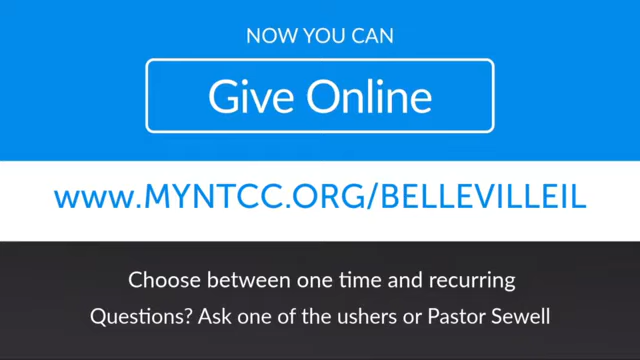 NOW YOU CAN
Give Online
www.MYNTCC.ORG/BELLEVILLEIL
Choose between one time and recurring
Questions? Ask one of the ushers or Pastor Sewell